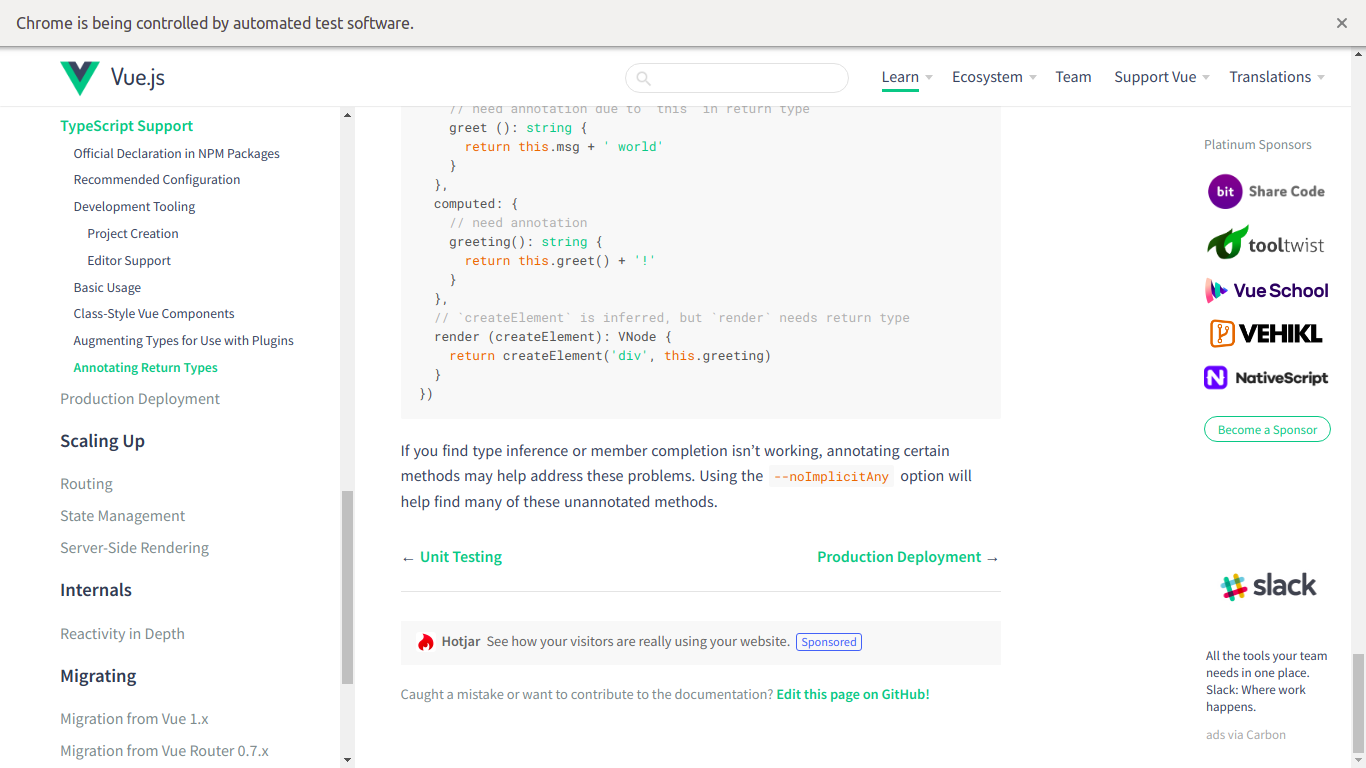 Chrome is being controlled by automated test software.
Vue.js
Learn
Ecosystem
Team
Support Vue
Translations
TypeScript Support
Official Declaration in NPM Packages
Recommended Configuration
Development Tooling
Project Creation
Editor Support
Basic Usage
Class-Style Vue Components
Augmenting Types for Use with Plugins
Annotating Return Types
Production Deployment
Scaling Up
Routing
State Management
Server-Side Rendering
Internals
Reactivity in Depth
Migrating
Migration from Vue 1.x
Migration from Vue Router 0.7.x
// need annotation due to `this` in return type
greet (): string {
return this.msg + ' world'
}
},
computed: {
// need annotation
greeting(): string {
return this.greet() + '!'
}
},
// `createElement` is inferred, but `render` needs return type
render (createElement): VNode {
return createElement('div', this.greeting)
}
})
If you find type inference or member completion isn’t working, annotating certain
methods may help address these problems. Using the --noImplicitAny option will
help find many of these unannotated methods.
← Unit Testing
Production Deployment →
Hotjar See how your visitors are really using your website. Sponsored
Caught a mistake or want to contribute to the documentation? Edit this page on GitHub!
Platinum Sponsors
bit Share Code
tooltwist
Vue School
VEHIKL
NativeScript
Become a Sponsor
slack
All the tools your team
needs in one place.
Slack: Where work
happens.
ads via Carbon